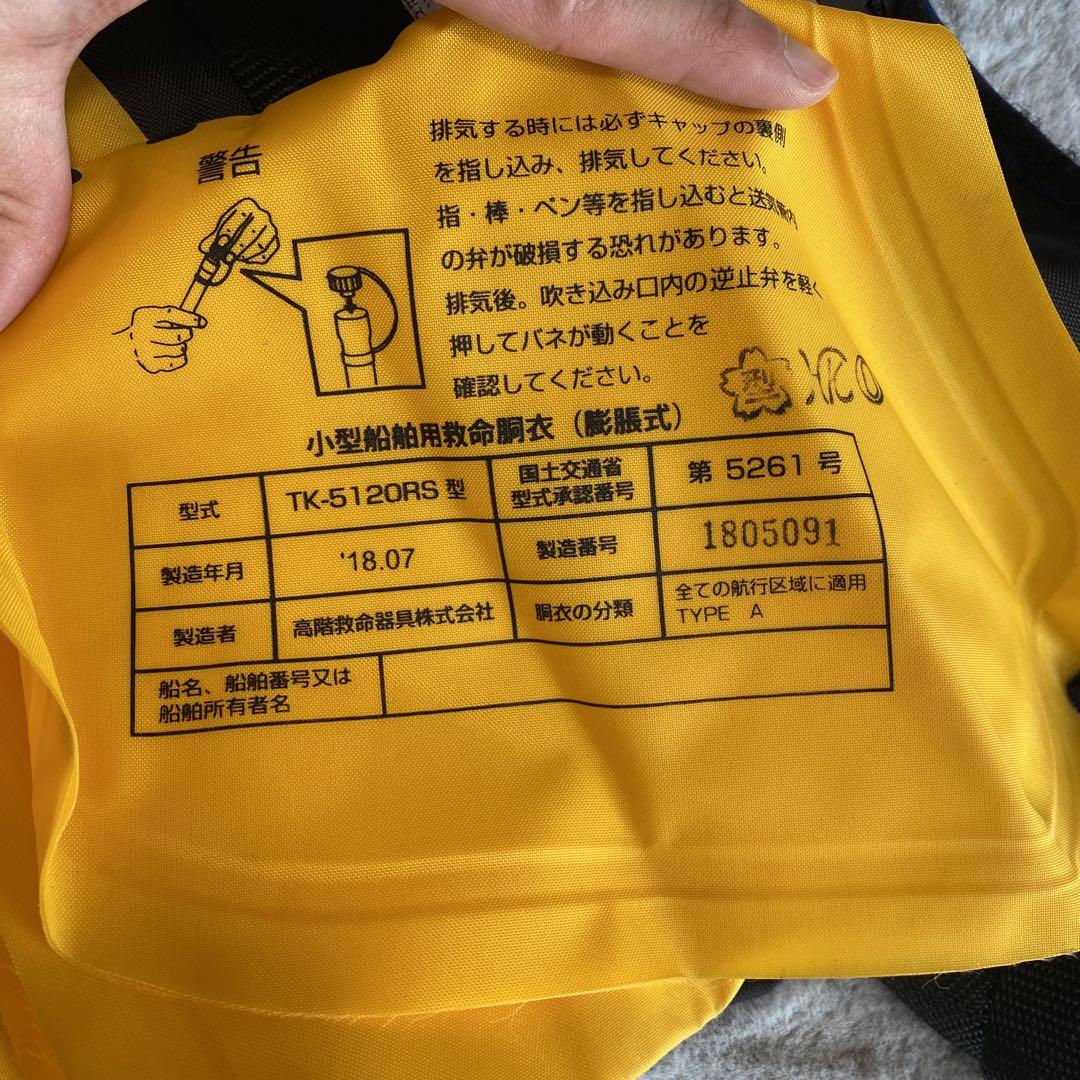 警告
排気する時には必ずキャップの裏側
を指し込み、排気してください。
指・棒・ペン等を指し込むと送気管内
の弁が破損する恐れがあります。
排気後。吹き込み口内の逆止弁を軽く
押してバネが動くことを
確認してください。
型
小型船舶用救命胴衣（膨脹式）
型式 TK-5120RS 型 国土交通省型式承認番号 第 5261 号
製造年月 '18.07 製造番号 1805091
製造者 高階救命器具株式会社 胴衣の分類 全ての航行区域に適用
TYPE A
船名、船舶番号又は
船舶所有者名